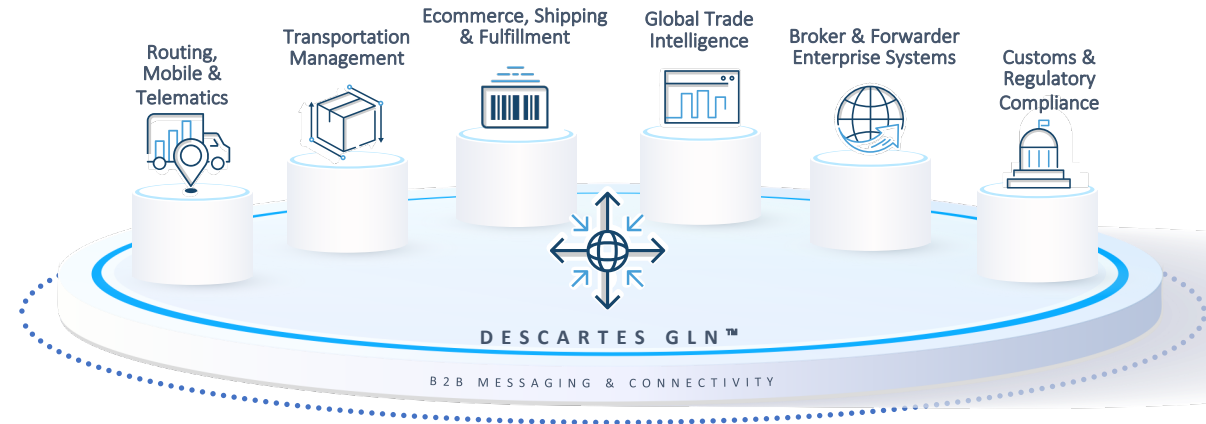 Routing,
Mobile &
Telematics
Transportation
Management
Ecommerce, Shipping
& Fulfillment
Global Trade
Intelligence
Broker & Forwarder
Enterprise Systems
Customs &
Regulatory
Compliance
DESCARTES GLN™
B2B MESSAGING & CONNECTIVITY